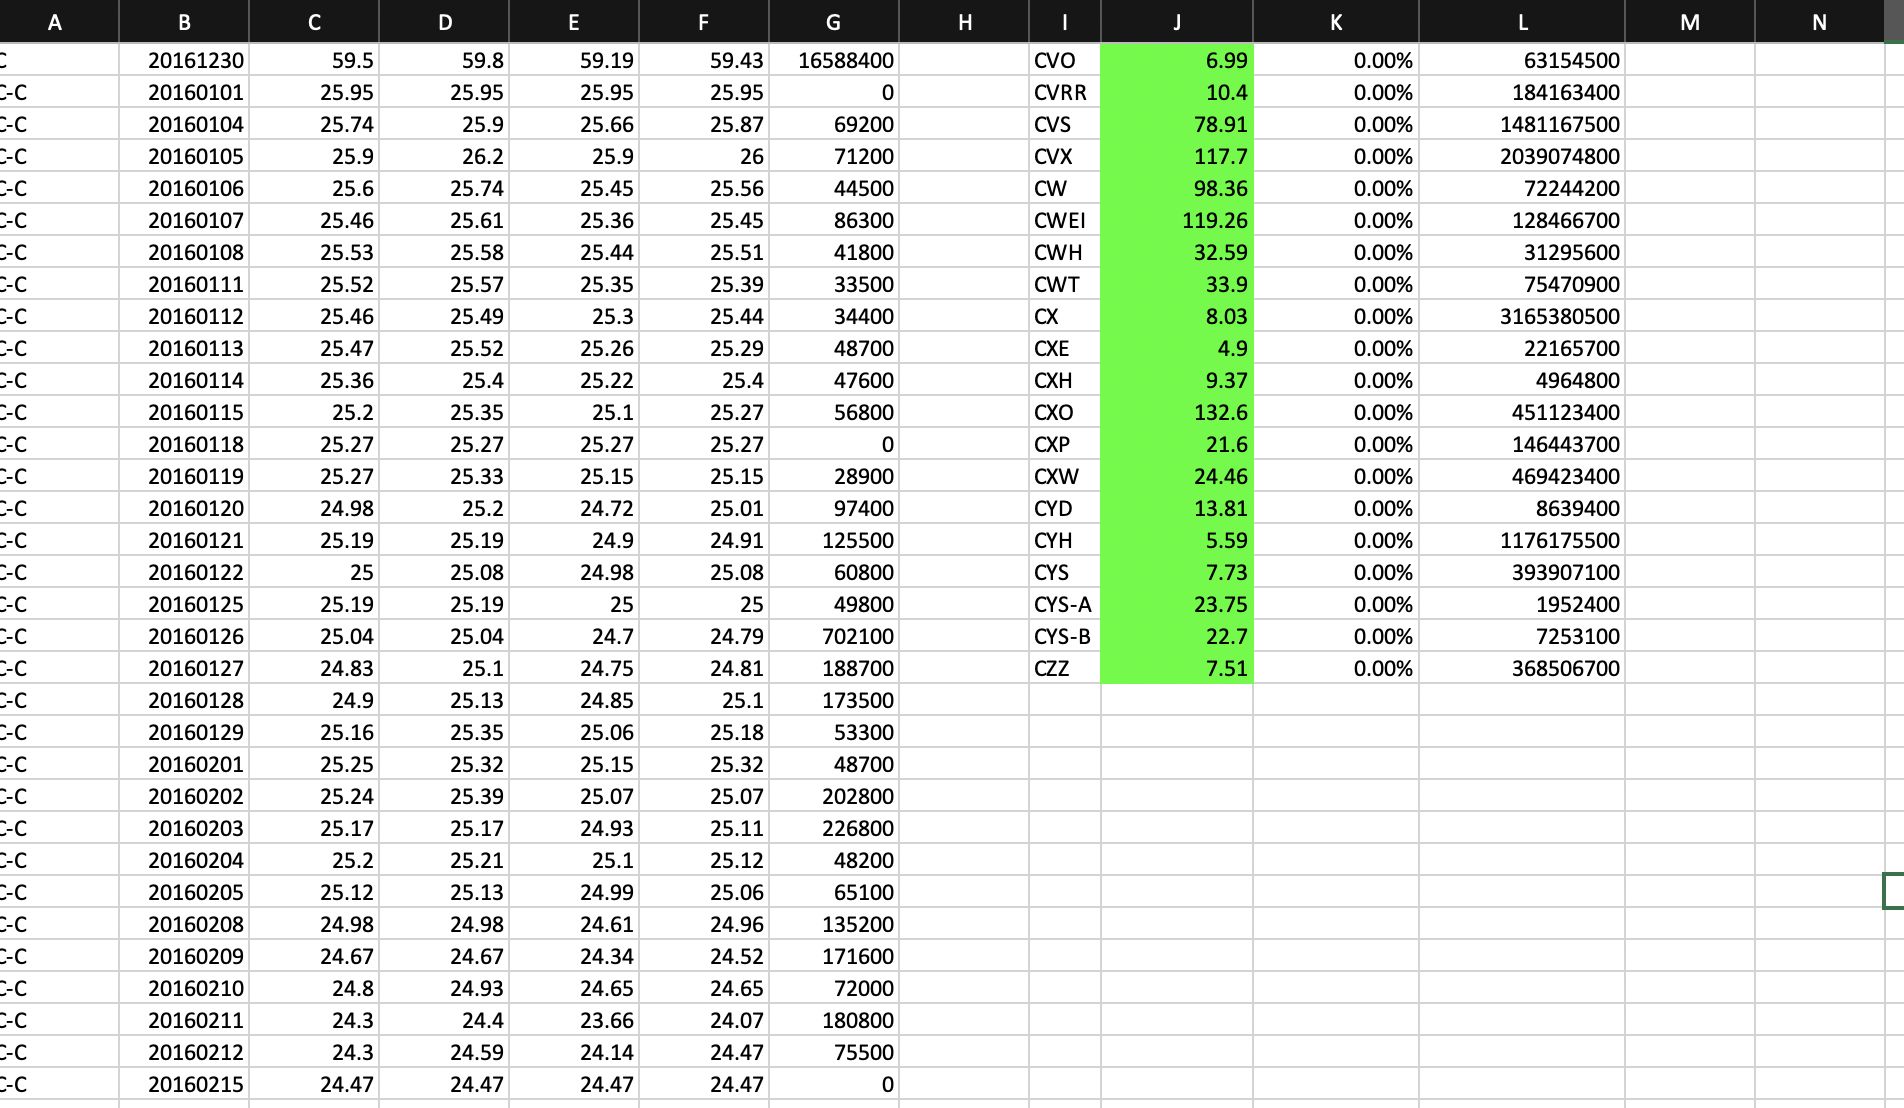 A B C D E F G H I J K L M N
C 20161230 59.5 59.8 59.19 59.43 16588400 CVO 6.99 0.00% 63154500
C-C 20160101 25.95 25.95 25.95 25.95 0 CVRR 10.4 0.00% 184163400
C-C 20160104 25.74 25.9 25.66 25.87 69200 CVS 78.91 0.00% 1481167500
C-C 20160105 25.9 26.2 25.9 26 71200 CVX 117.7 0.00% 2039074800
C-C 20160106 25.6 25.74 25.45 25.56 44500 CW 98.36 0.00% 72244200
C-C 20160107 25.46 25.61 25.36 25.45 86300 CWEI 119.26 0.00% 128466700
C-C 20160108 25.53 25.58 25.44 25.51 41800 CWH 32.59 0.00% 31295600
C-C 20160111 25.52 25.57 25.35 25.39 33500 CWT 33.9 0.00% 75470900
C-C 20160112 25.46 25.49 25.3 25.44 34400 CX 8.03 0.00% 3165380500
C-C 20160113 25.47 25.52 25.26 25.29 48700 CXE 4.9 0.00% 22165700
C-C 20160114 25.36 25.4 25.22 25.4 47600 CXH 9.37 0.00% 4964800
C-C 20160115 25.2 25.35 25.1 25.27 56800 CXO 132.6 0.00% 451123400
C-C 20160118 25.27 25.27 25.27 25.27 0 CXP 21.6 0.00% 146443700
C-C 20160119 25.27 25.33 25.15 25.15 28900 CXW 24.46 0.00% 469423400
C-C 20160120 24.98 25.2 24.72 25.01 97400 CYD 13.81 0.00% 8639400
C-C 20160121 25.19 25.19 24.9 24.91 125500 CYH 5.59 0.00% 1176175500
C-C 20160122 25 25.08 24.98 25.08 60800 CYS 7.73 0.00% 393907100
C-C 20160125 25.19 25.19 25 25 49800 CYS-A 23.75 0.00% 1952400
C-C 20160126 25.04 25.04 24.7 24.79 702100 CYS-B 22.7 0.00% 7253100
C-C 20160127 24.83 25.1 24.75 24.81 188700 CZZ 7.51 0.00% 368506700
C-C 20160128 24.9 25.13 24.85 25.1 173500
C-C 20160129 25.16 25.35 25.06 25.18 53300
C-C 20160201 25.25 25.32 25.15 25.32 48700
C-C 20160202 25.24 25.39 25.07 25.07 202800
C-C 20160203 25.17 25.17 24.93 25.11 226800
C-C 20160204 25.2 25.21 25.1 25.12 48200
C-C 20160205 25.12 25.13 24.99 25.06 65100
C-C 20160208 24.98 24.98 24.61 24.96 135200
C-C 20160209 24.67 24.67 24.34 24.52 171600
C-C 20160210 24.8 24.93 24.65 24.65 72000
C-C 20160211 24.3 24.4 23.66 24.07 180800
C-C 20160212 24.3 24.59 24.14 24.47 75500
C-C 20160215 24.47 24.47 24.47 24.47 0